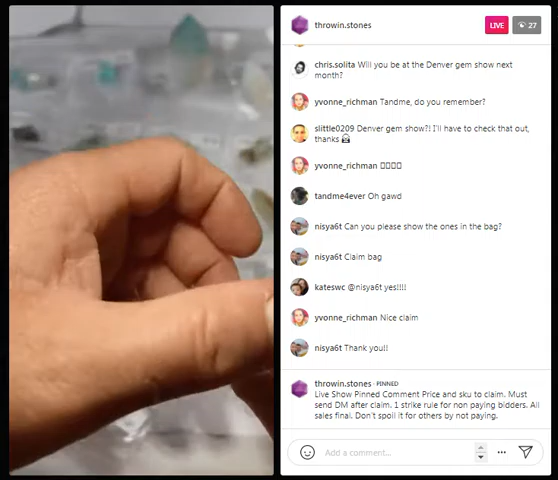 throwin.stones
LIVE
27
chris.solita Will you be at the Denver gem show next
month?
yvonne_richman Tandme, do you remember?
slittle0209 Denver gem show?! I'll have to check that out,
thanks
yvonne_richman
tandme4ever Oh gawd
nisya6t Can you please show the ones in the bag?
nisya6t Claim bag
kateswc @nisya6t yes!!!!
yvonne_richman Nice claim
nisya6t Thank you!!
throwin.stones · PINNED
Live Show Pinned Comment Price and sku to claim. Must
send DM after claim. 1 strike rule for non paying bidders. All
sales final. Don't spoil it for others by not paying.
Add a comment...